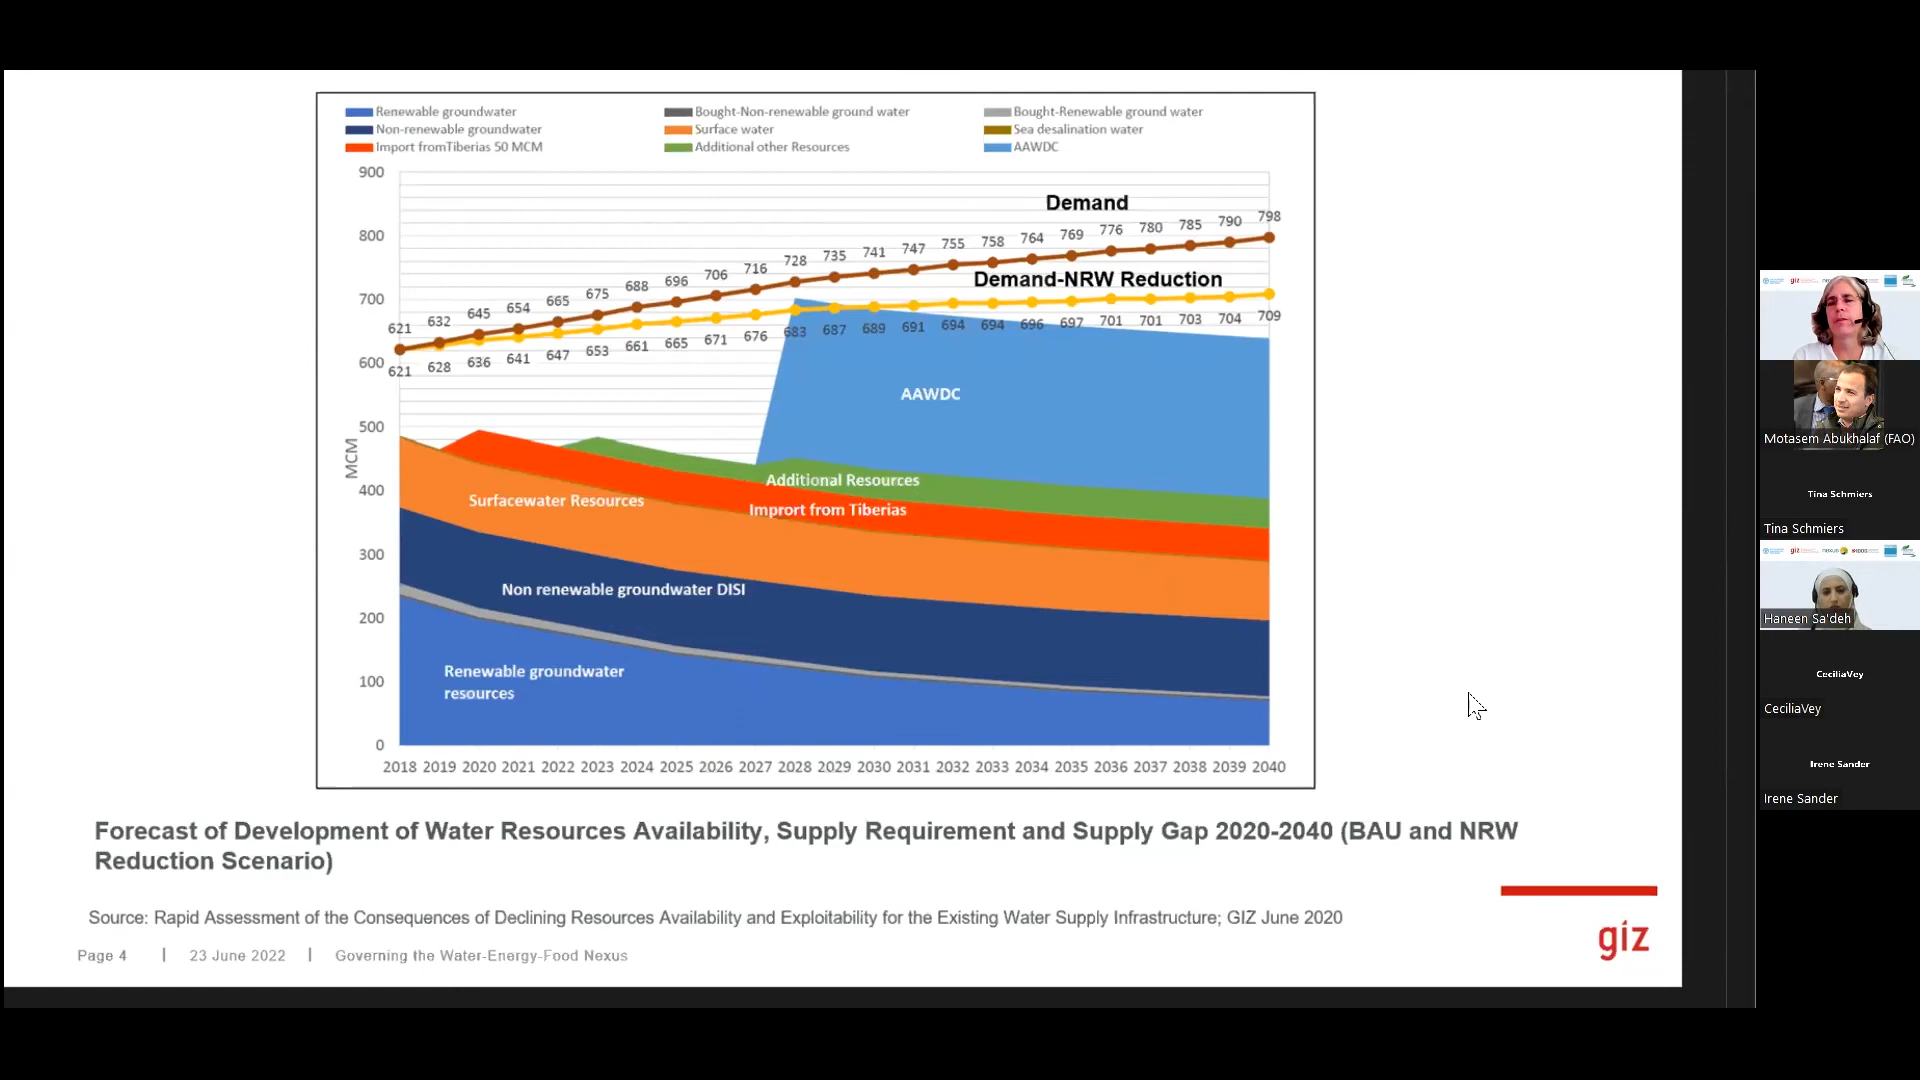 Renewable groundwater
Bought-Non-renewable ground water
Bought-Renewable ground water
Non-renewable groundwater
Surface water
Sea desalination water
Import fromTiberias 50 MCM
Additional other Resources
AAWDC
900
800
700
600
500
400
300
200
100
0
MCM
Demand
621 632 645 654 665 675 688 696 706 716 728 735 741 747 755 758 764 769 776 780 785 790 798
Demand-NRW Reduction
621 628 636 641 647 653 661 665 671 676 683 687 689 691 694 694 696 697 701 701 703 704 709
AAWDC
Additional Resources
Imprort from Tiberias
Surfacewater Resources
Non renewable groundwater DISI
Renewable groundwater
resources
2018 2019 2020 2021 2022 2023 2024 2025 2026 2027 2028 2029 2030 2031 2032 2033 2034 2035 2036 2037 2038 2039 2040
Forecast of Development of Water Resources Availability, Supply Requirement and Supply Gap 2020-2040 (BAU and NRW
Reduction Scenario)
Source: Rapid Assessment of the Consequences of Declining Resources Availability and Exploitability for the Existing Water Supply Infrastructure; GIZ June 2020
Page 4 | 23 June 2022 | Governing the Water-Energy-Food Nexus
giz
giz
Motasem Abukhalaf (FAO)
Tina Schmiers
Tina Schmiers
giz
Haneen Sa'deh
CeciliaVey
CeciliaVey
Irene Sander
Irene Sander